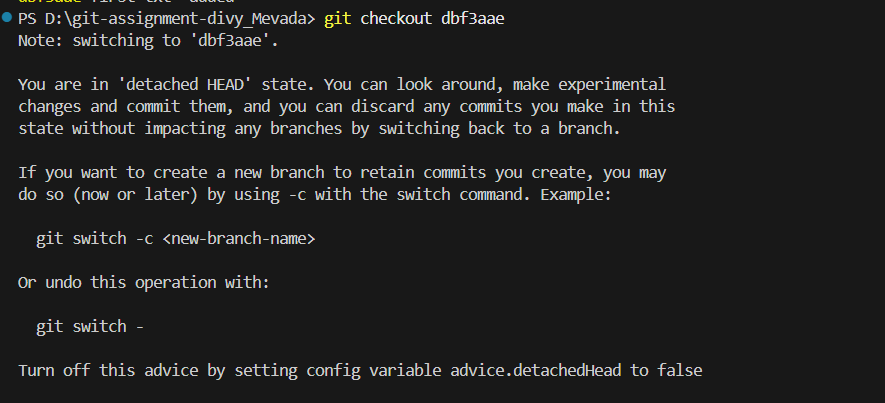 PS D:\git-assignment-divy_Mevada> git checkout dbf3aae
Note: switching to 'dbf3aae'.
You are in 'detached HEAD' state. You can look around, make experimental
changes and commit them, and you can discard any commits you make in this
state without impacting any branches by switching back to a branch.
If you want to create a new branch to retain commits you create, you may
do so (now or later) by using -c with the switch command. Example:
git switch -c <new-branch-name>
Or undo this operation with:
git switch -
Turn off this advice by setting config variable advice.detachedHead to false